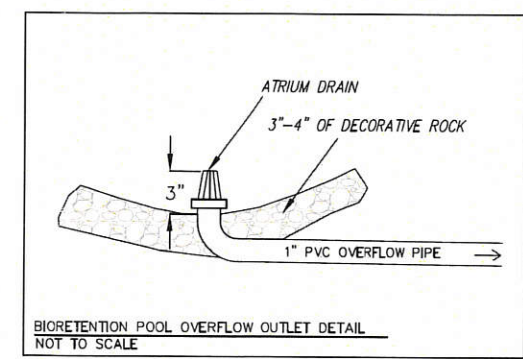 ATRIUM DRAIN
3"-4" OF DECORATIVE ROCK
3"
1" PVC OVERFLOW PIPE
BIORETENTION POOL OVERFLOW OUTLET DETAIL
NOT TO SCALE